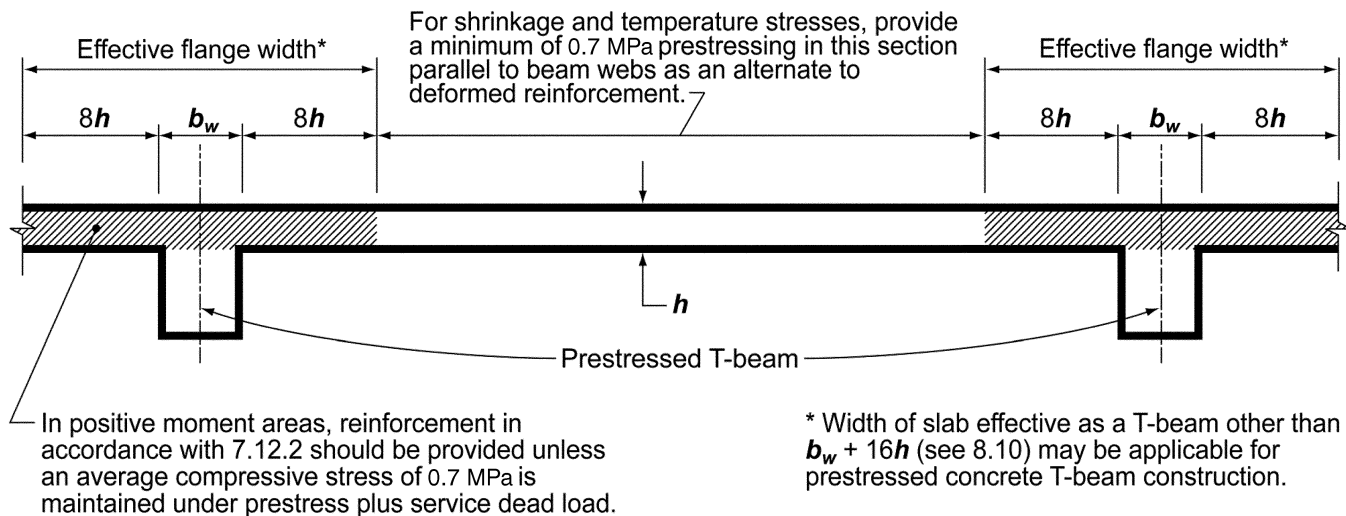 For shrinkage and temperature stresses, provide
a minimum of 0.7 MPa prestressing in this section
parallel to beam webs as an alternate to
deformed reinforcement.
Effective flange width*
Effective flange width*
8h
bw
8h
8h
bw
8h
h
Prestressed T-beam
In positive moment areas, reinforcement in
accordance with 7.12.2 should be provided unless
an average compressive stress of 0.7 MPa is
maintained under prestress plus service dead load.
* Width of slab effective as a T-beam other than
bw + 16h (see 8.10) may be applicable for
prestressed concrete T-beam construction.